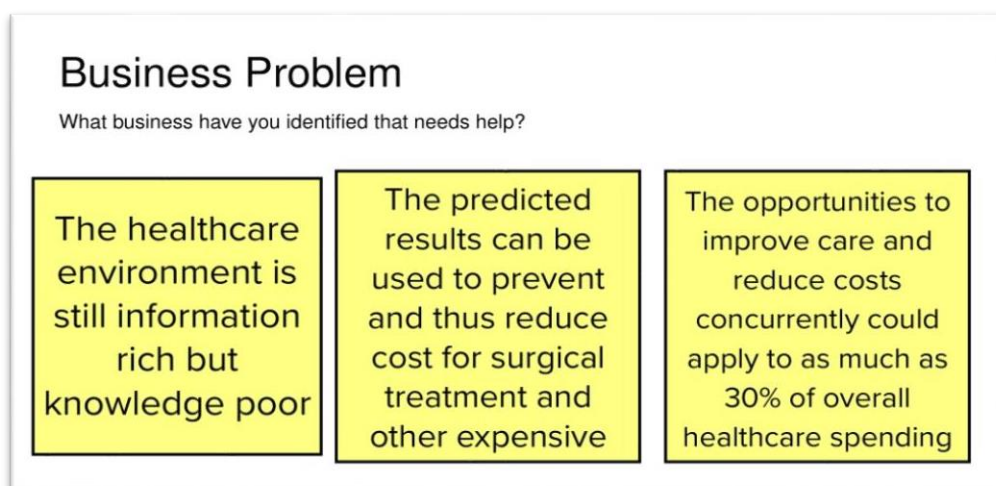 Business Problem
What business have you identified that needs help?
The healthcare
environment is
still information
rich but
knowledge poor
The predicted
results can be
used to prevent
and thus reduce
cost for surgical
treatment and
other expensive
The opportunities to
improve care and
reduce costs
concurrently could
apply to as much as
30% of overall
healthcare spending